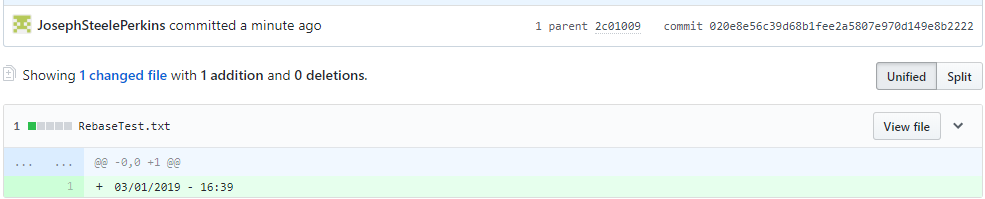 JosephSteelePerkins committed a minute ago 1 parent 2c01009 commit 020e8e56c39d68b1fee2a5807e970d149e8b2222
Showing 1 changed file with 1 addition and 0 deletions. Unified Split
1 RebaseTest.txt View file
... ... @@ -0,0 +1 @@
1 + 03/01/2019 - 16:39